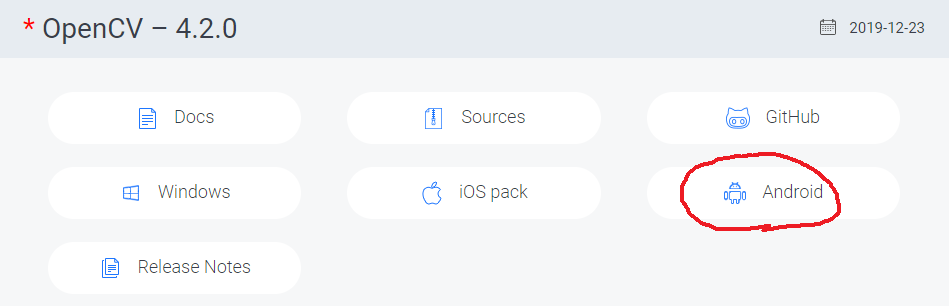 * OpenCV – 4.2.0 2019-12-23
Docs Sources GitHub
Windows iOS pack Android
Release Notes